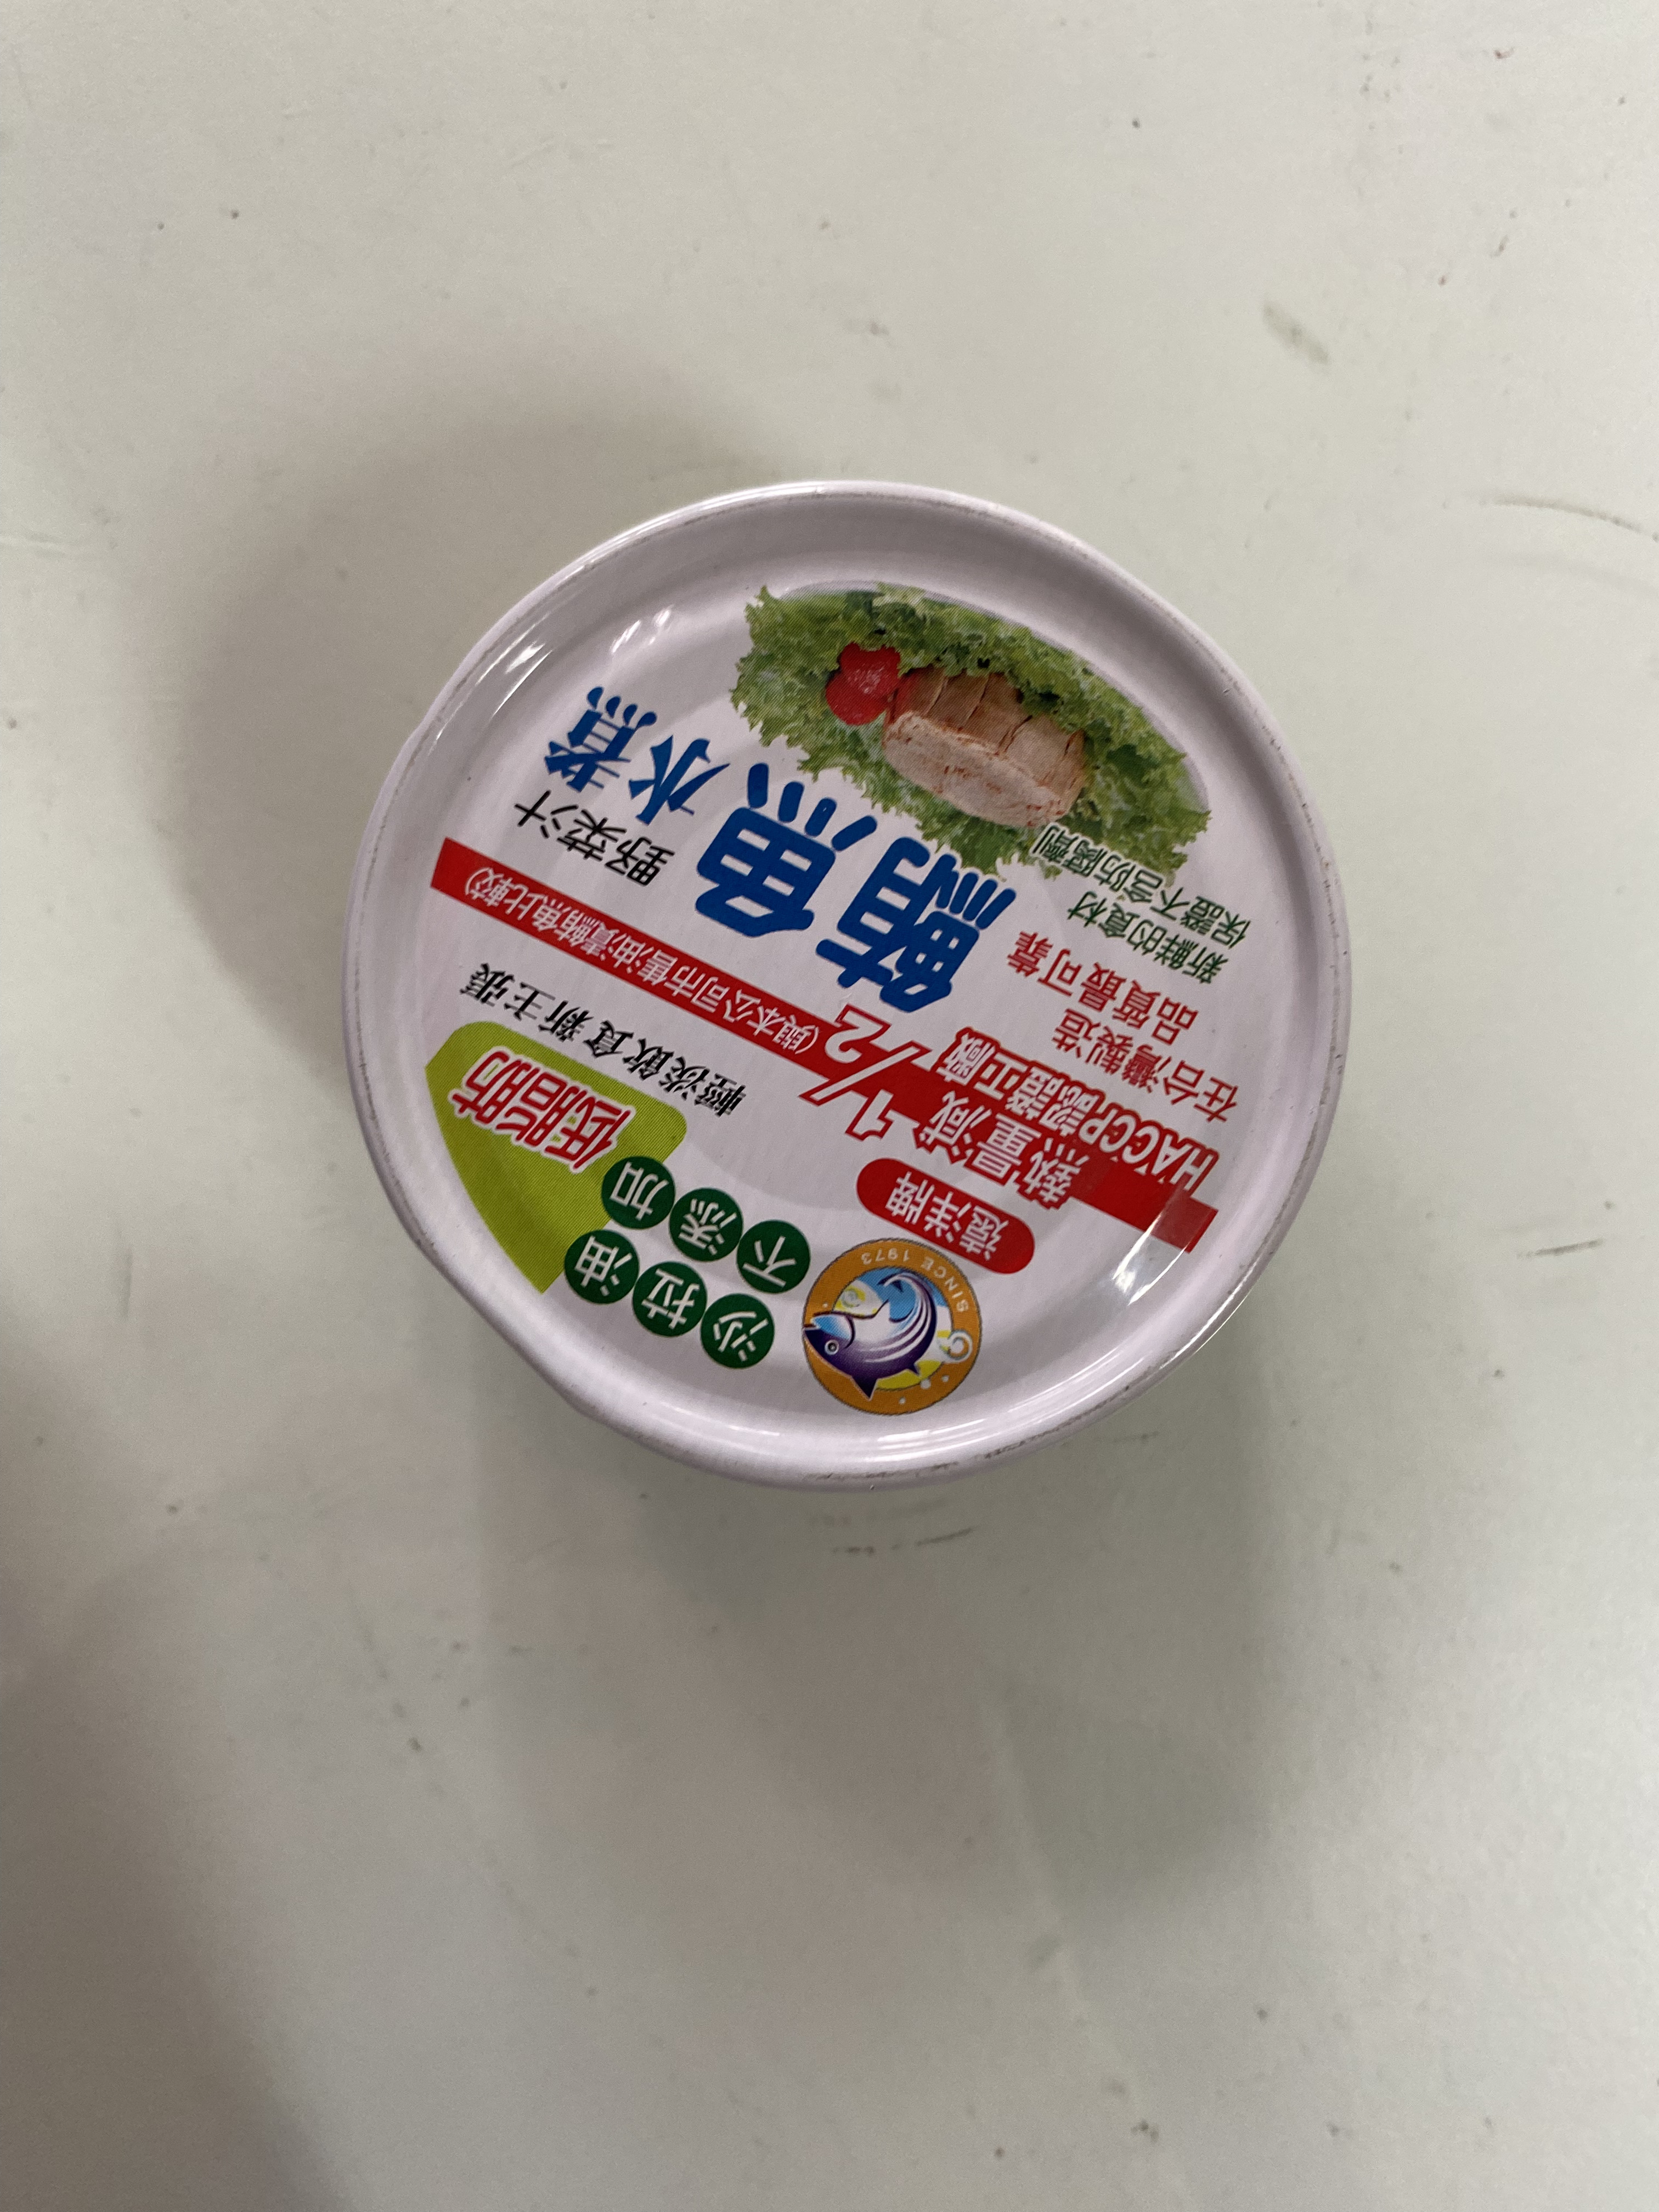 SINCE 1973
遠洋牌
沙拉油
不添加
低脂肪
輕淡飲食新主張
熱量減1/2(與本公司市售油漬鮪魚比較)
HACCP認證工廠
在台灣製造
品質最可靠
新鮮的食材
保證不含防腐劑
鮪魚
野菜汁
水煮